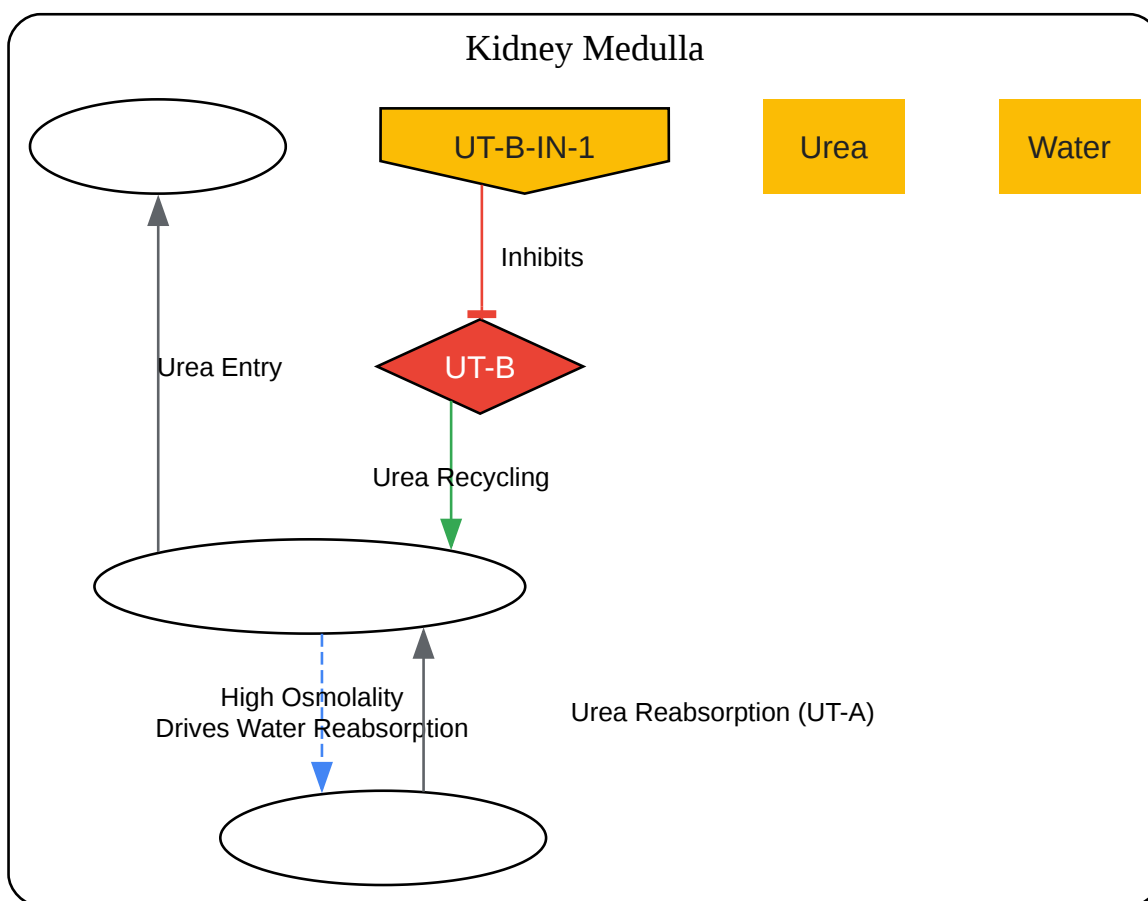 Kidney Medulla
UT-B-IN-1
Urea
Water
Inhibits
Urea Entry
UT-B
Urea Recycling
High Osmolality
Drives Water Reabsorption
Urea Reabsorption (UT-A)